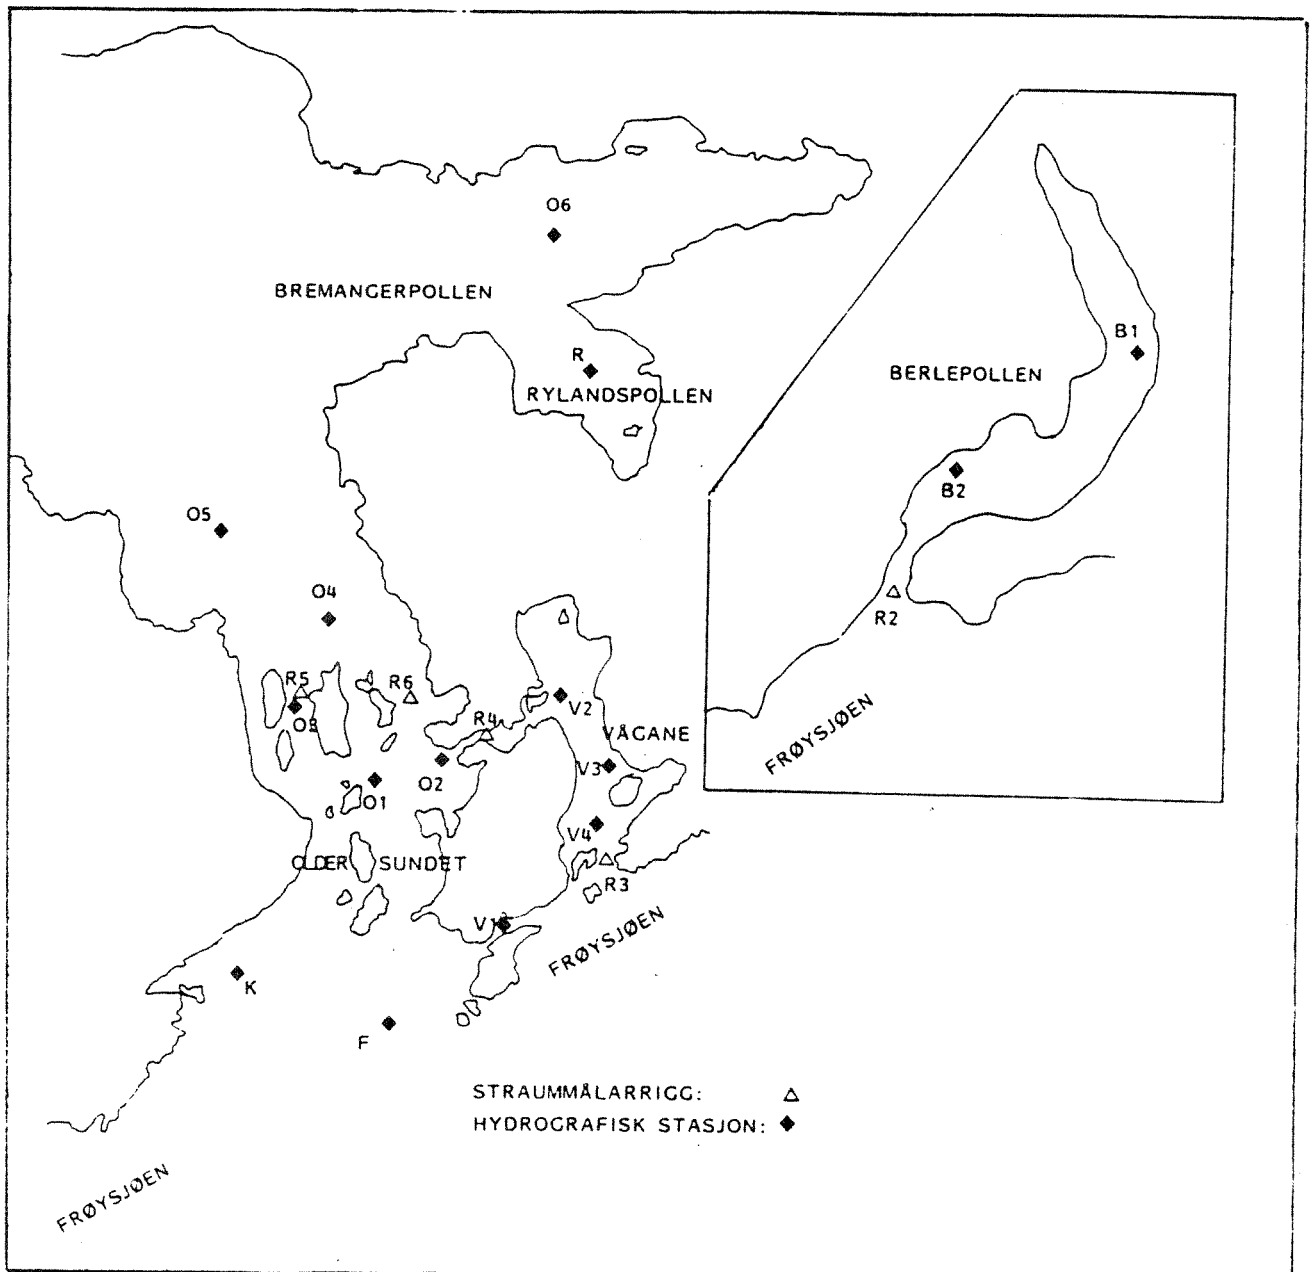 O6
BREMANGERPOLLEN
R
RYLANDSPOLLEN
B1
BERLEPOLLEN
B2
R2
FRØYSJØEN
O5
O4
R5
R6
O3
R4
V2
VÅGANE
V3
O2
O1
V4
OLDER SUNDET
R3
V1
FRØYSJØEN
K
F
STRAUMMÅLARRIGG: △
HYDROGRAFISK STASJON: ◆
FRØYSJØEN